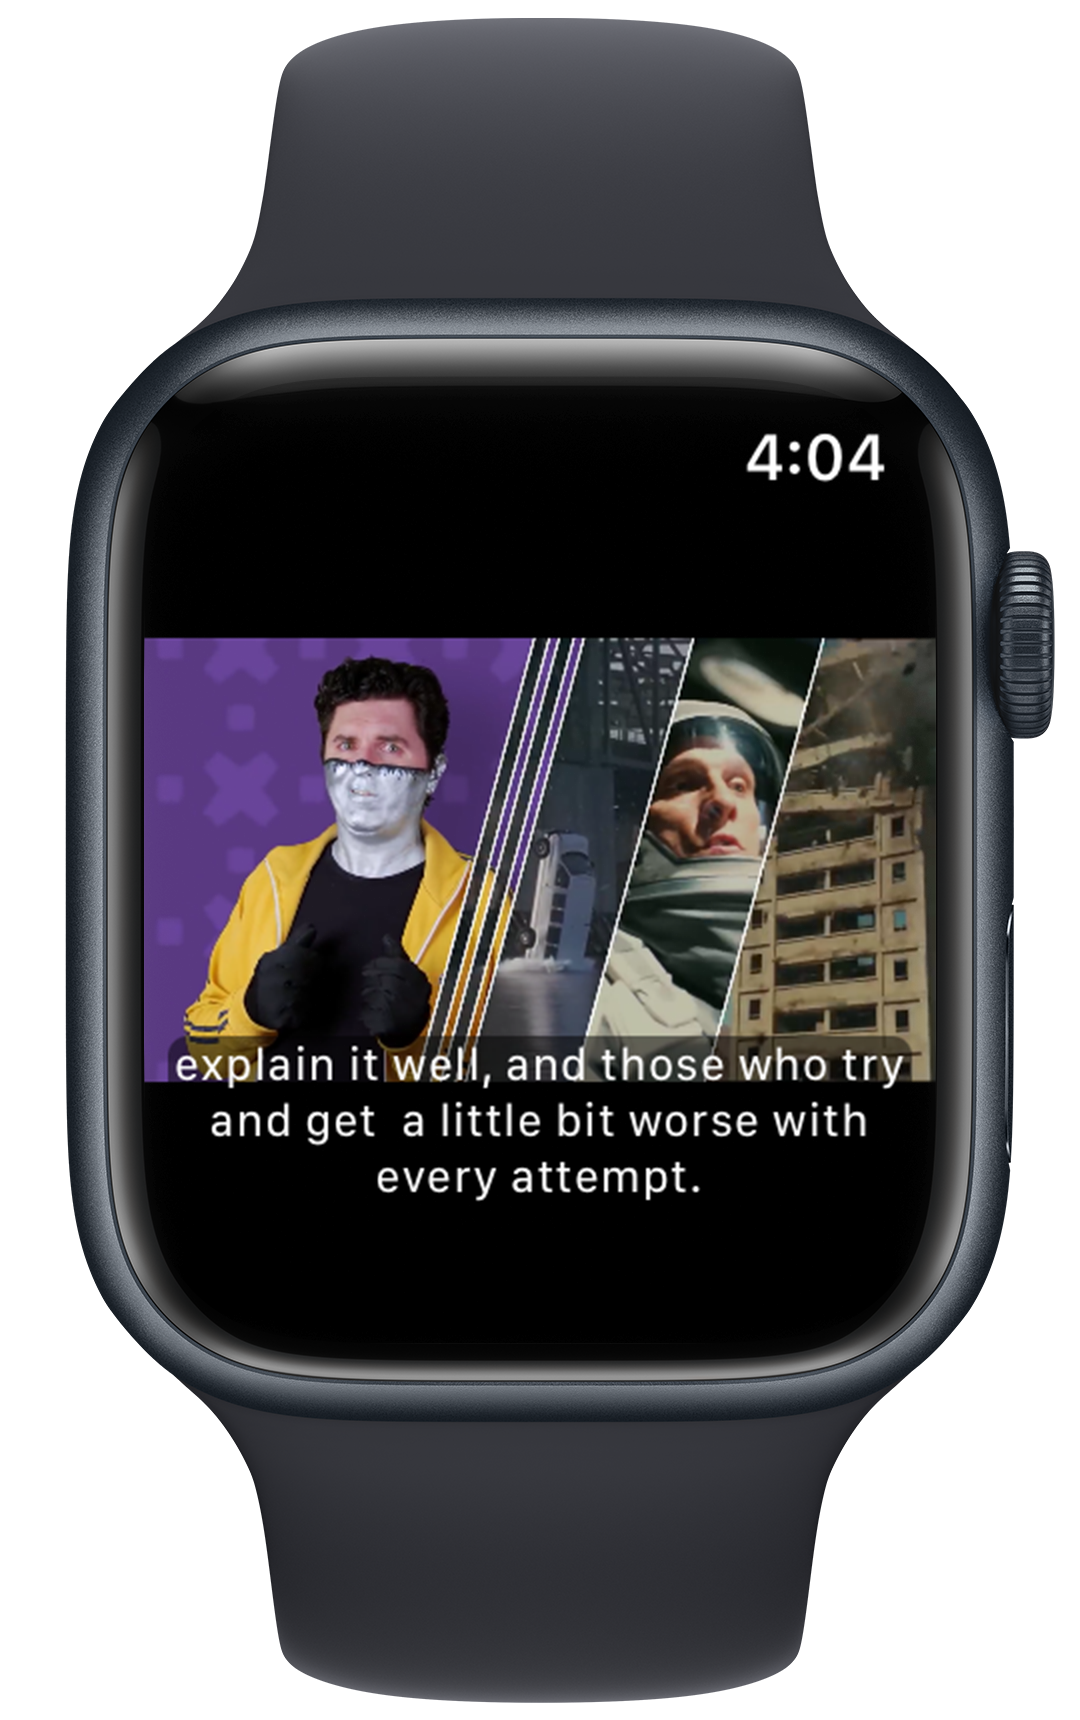 4:04
explain it well, and those who try
and get  a little bit worse with
every attempt.